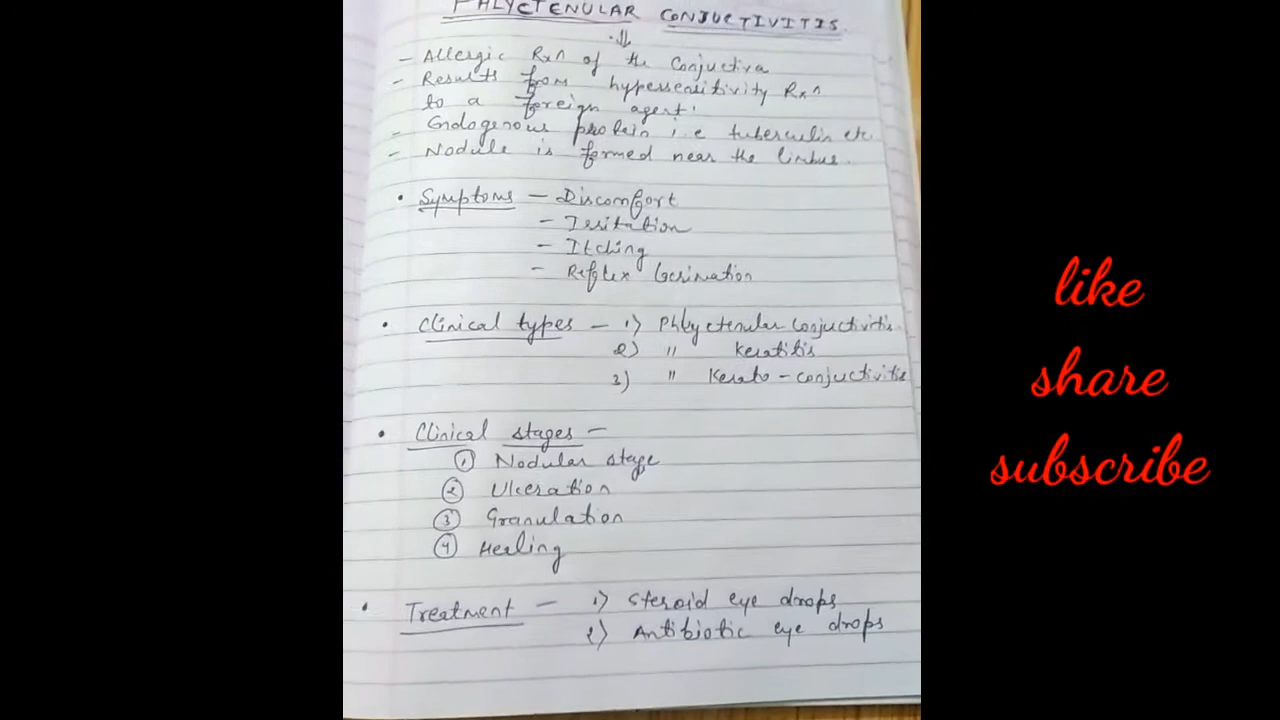 PHLYCTENULAR CONJUCTIVITIS.
⇓
- Allergic Rxn of the Conjuctiva
- Results from hypersensitivity Rxn
to a foreign agent.
- Endogenous protein i.e tuberculin etc
- Nodule is formed near the limbus.
• Symptoms - Discomfort
- Irritation
- Itching
- Reflex lacrimation
• Clinical types - 1) Phlyctenular conjuctivitis.
2) " Keratitis
3) " Kerato-conjuctivitis
• Clinical stages -
① Nodular stage
② Ulceration
③ Granulation
④ Healing
• Treatment - 1) Steroid eye drops
2) Antibiotic eye drops
like
share
subscribe